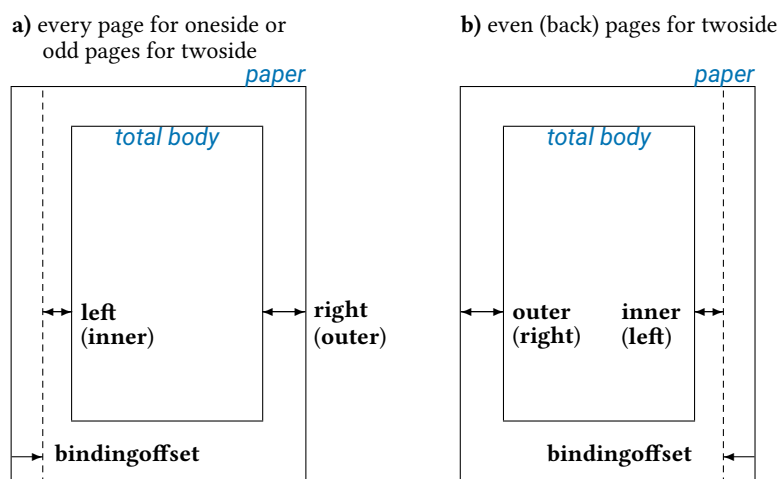 a) every page for oneside or
odd pages for twoside
paper
total body
left
(inner)
right
(outer)
bindingoffset
b) even (back) pages for twoside
paper
total body
outer
(right)
inner
(left)
bindingoffset